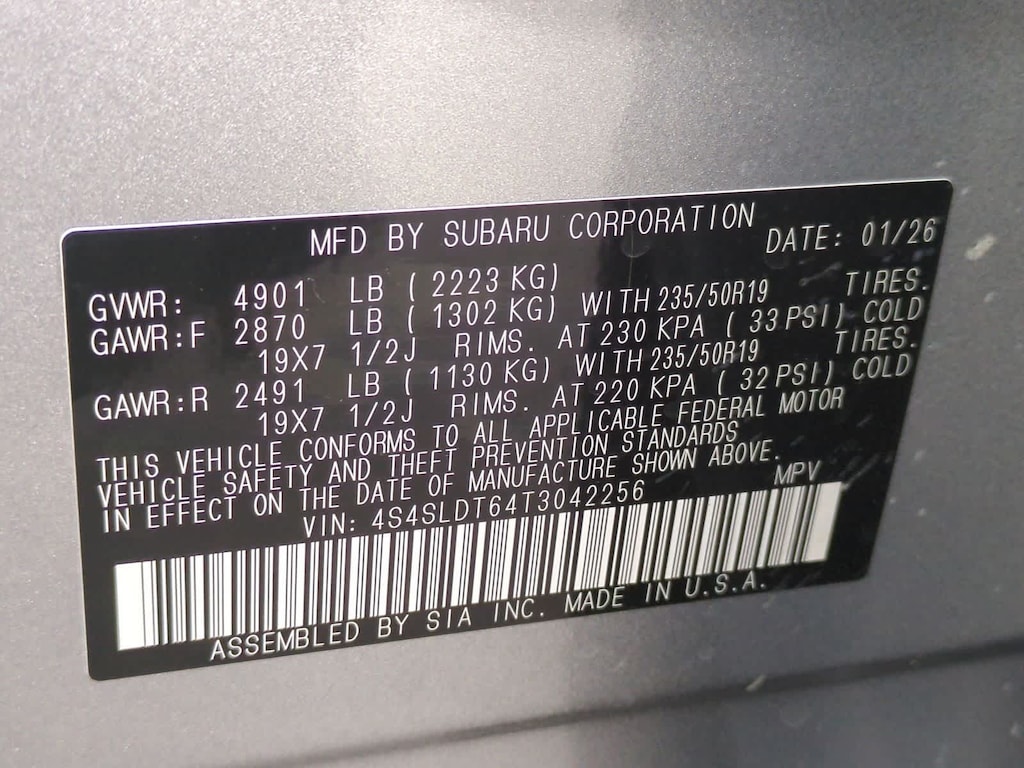 MFD BY SUBARU CORPORATION DATE: 01/26
GVWR: 4901 LB ( 2223 KG)
GAWR:F 2870 LB ( 1302 KG) WITH 235/50R19 TIRES.
19X7 1/2J RIMS. AT 230 KPA ( 33 PSI) COLD
GAWR:R 2491 LB ( 1130 KG) WITH 235/50R19 TIRES.
19X7 1/2J RIMS. AT 220 KPA ( 32 PSI) COLD
THIS VEHICLE CONFORMS TO ALL APPLICABLE FEDERAL MOTOR
VEHICLE SAFETY AND THEFT PREVENTION STANDARDS
IN EFFECT ON THE DATE OF MANUFACTURE SHOWN ABOVE.
VIN: 4S4SLDT64T3042256 MPV
ASSEMBLED BY SIA INC. MADE IN U.S.A.